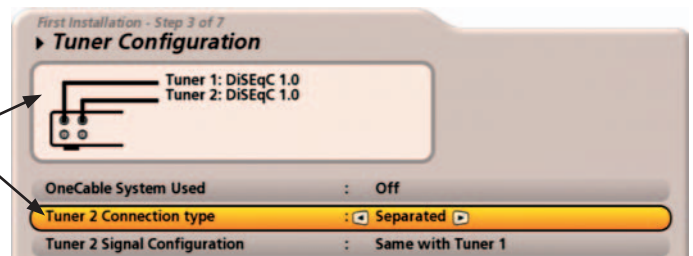 First Installation - Step 3 of 7
Tuner Configuration
Tuner 1: DiSEqC 1.0
Tuner 2: DiSEqC 1.0
OneCable System Used : Off
Tuner 2 Connection type : Separated
Tuner 2 Signal Configuration : Same with Tuner 1